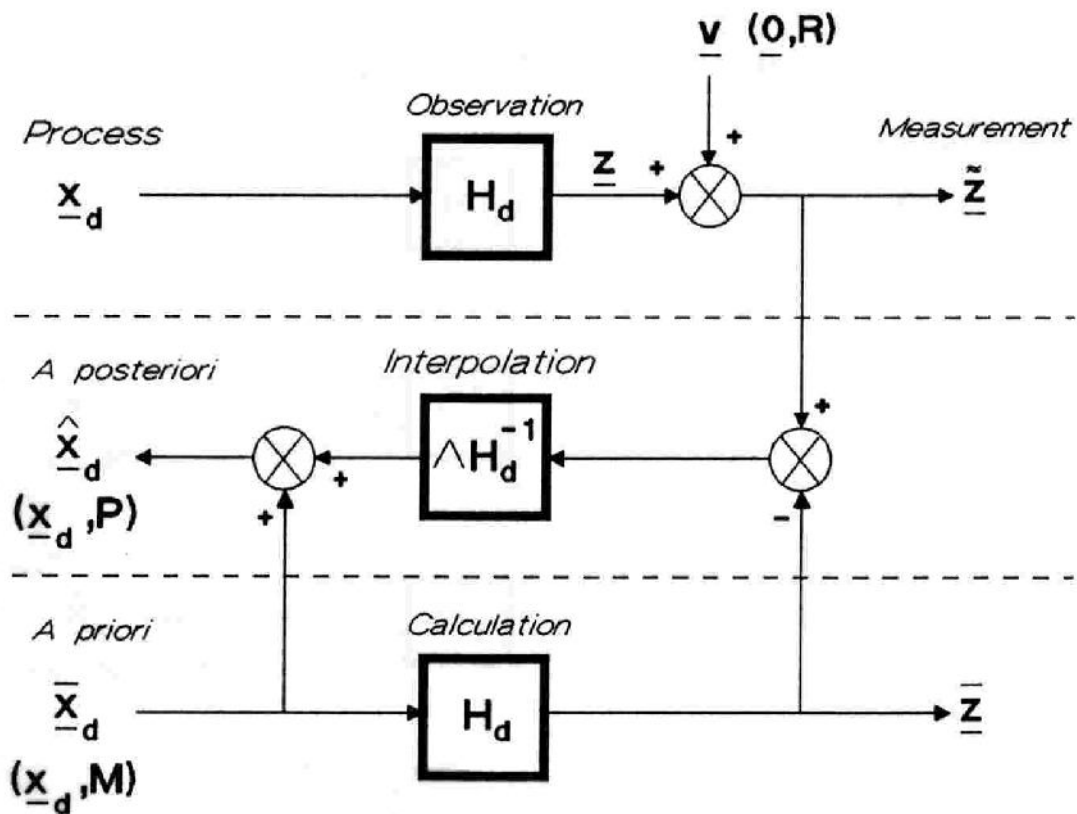 v (0,R)
Observation
Process
Measurement
+
x_d
H_d
z
+
z̃
A posteriori
Interpolation
+
x̂_d
ΛH_d^-1
(x_d,P)
+
+
-
A priori
Calculation
x̄_d
H_d
z̄
(x_d,M)